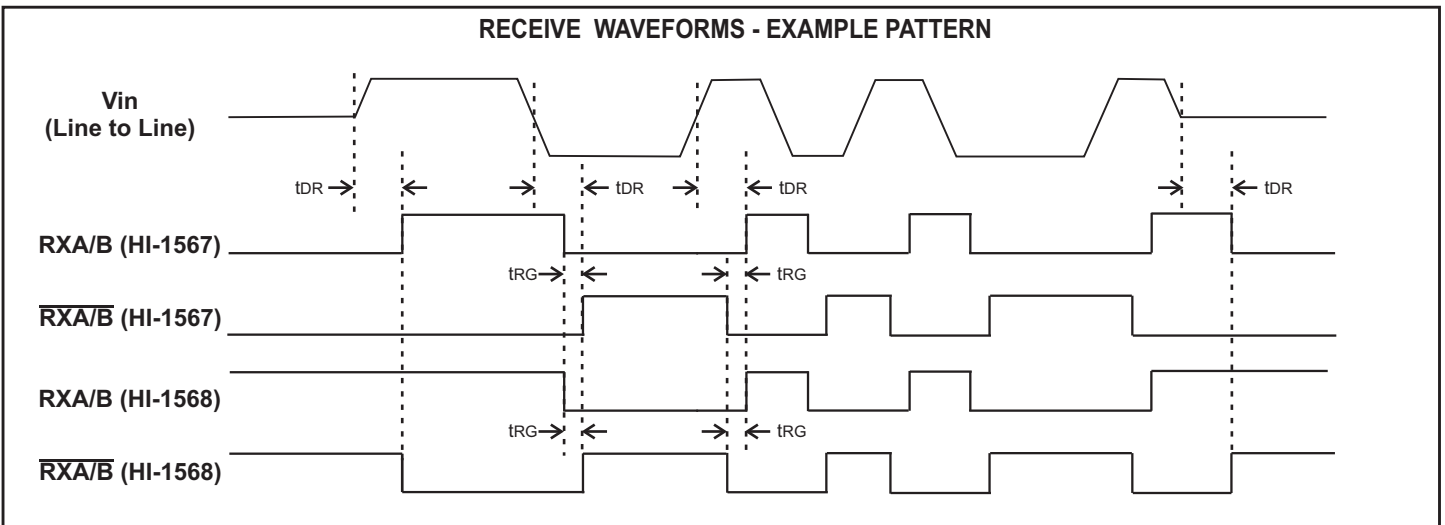 RECEIVE WAVEFORMS - EXAMPLE PATTERN
Vin
(Line to Line)
tDR
tDR
tDR
tDR
RXA/B (HI-1567)
tRG
tRG
RXA/B (HI-1567)
RXA/B (HI-1568)
tRG
tRG
RXA/B (HI-1568)